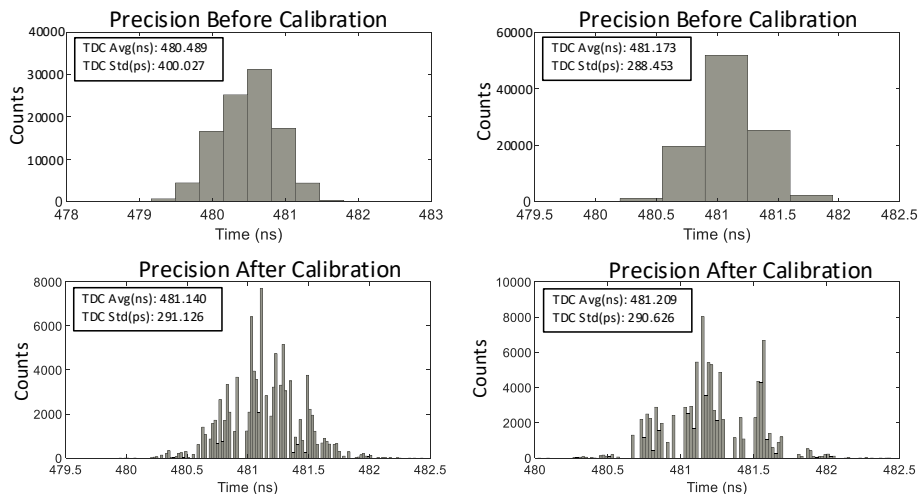 Precision Before Calibration
TDC Avg(ns): 480.489
TDC Std(ps): 400.027
40000
30000
20000
10000
0
Counts
478
479
480
481
482
483
Time (ns)
Precision Before Calibration
TDC Avg(ns): 481.173
TDC Std(ps): 288.453
60000
40000
20000
0
Counts
479.5
480
480.5
481
481.5
482
482.5
Time (ns)
Precision After Calibration
TDC Avg(ns): 481.140
TDC Std(ps): 291.126
8000
6000
4000
2000
0
Counts
479.5
480
480.5
481
481.5
482
482.5
Time (ns)
Precision After Calibration
TDC Avg(ns): 481.209
TDC Std(ps): 290.626
10000
8000
6000
4000
2000
0
Counts
480
480.5
481
481.5
482
482.5
Time (ns)